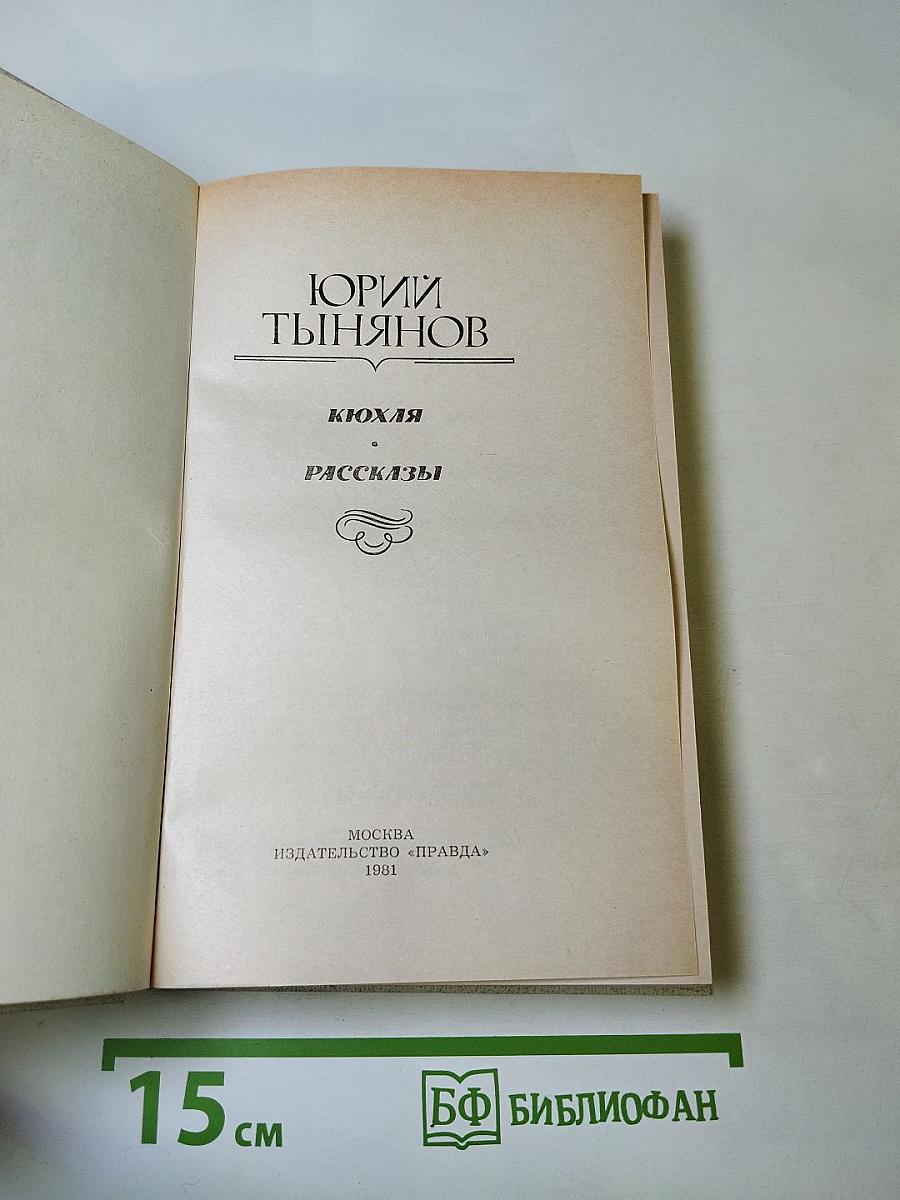 ЮРИЙ
ТЫНЯНОВ
КЮХЛЯ
РАССКАЗЫ
МОСКВА
ИЗДАТЕЛЬСТВО «ПРАВДА»
1981
15 см
БФ БИБЛИОФАН